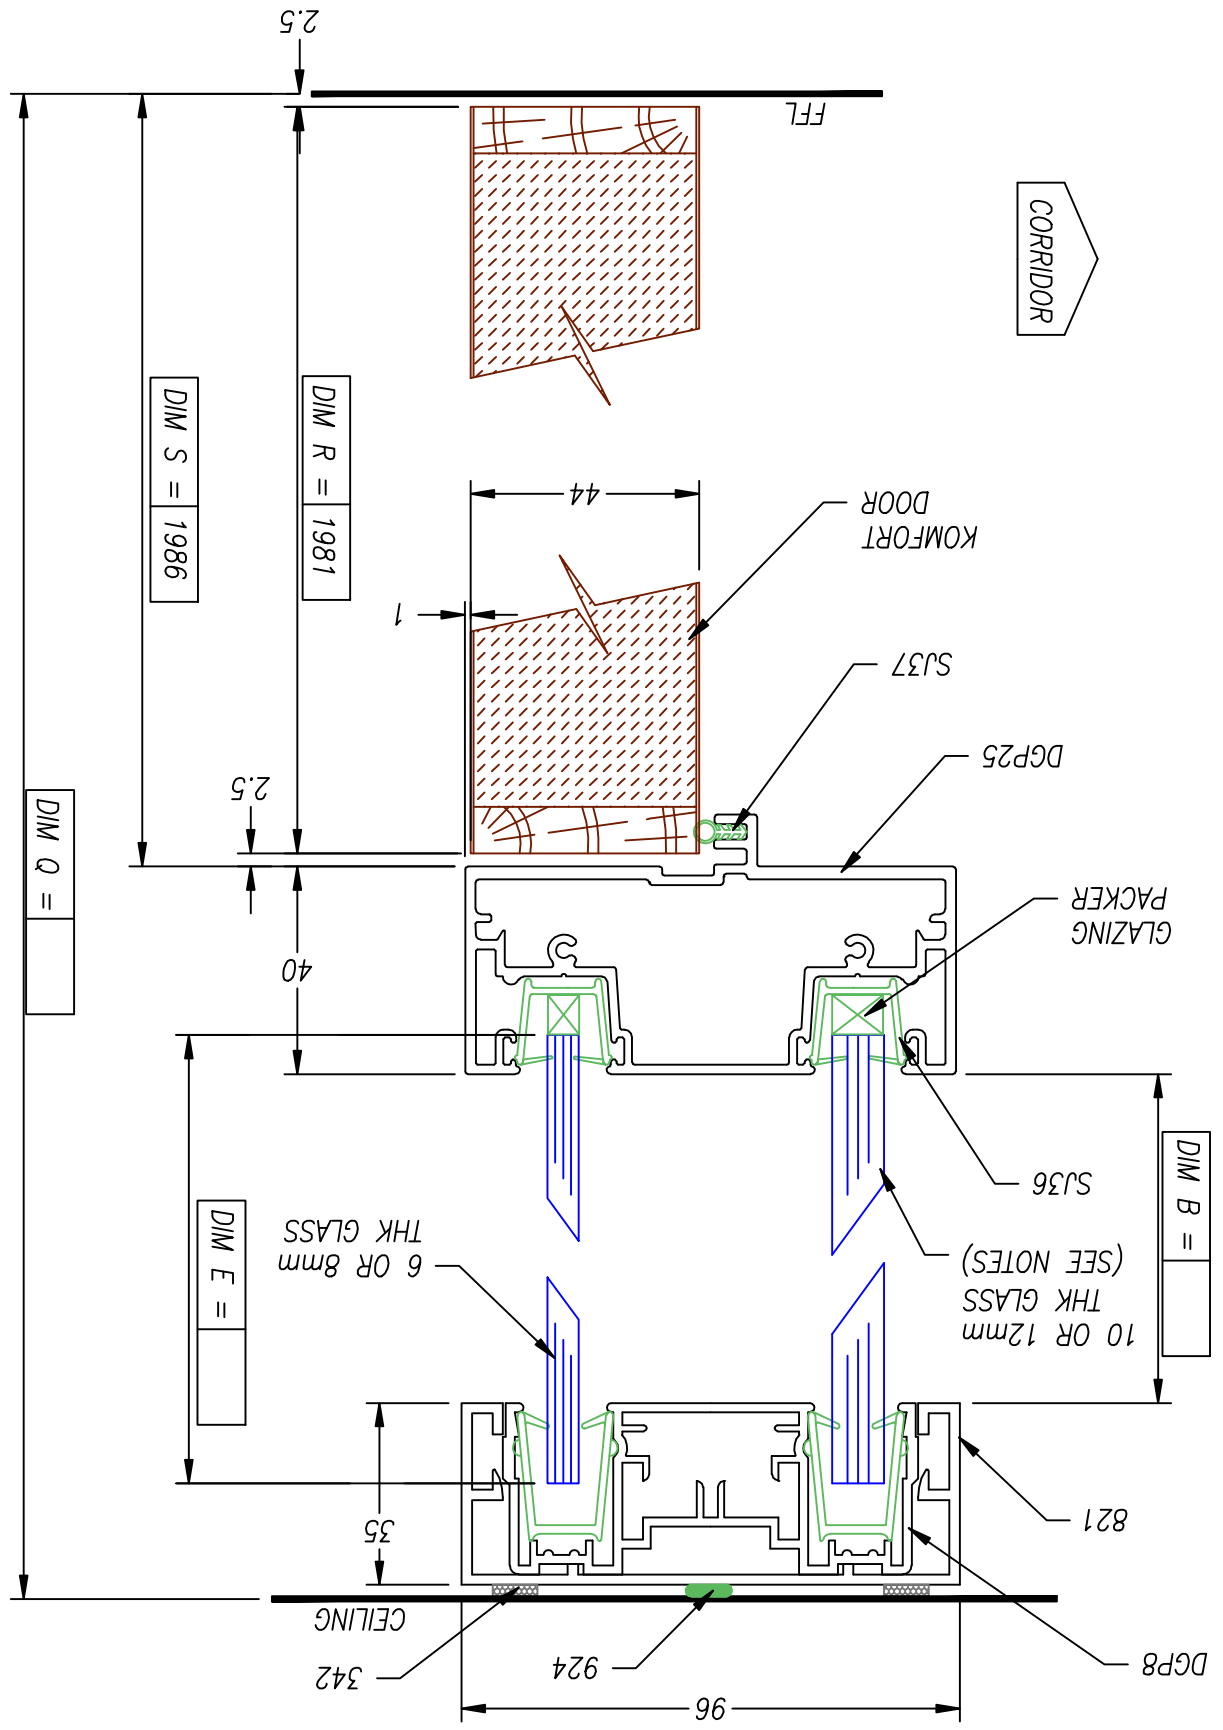 96
DGP8
924
342
CEILING
821
35
10 OR 12mm
THK GLASS
(SEE NOTES)
6 OR 8mm
THK GLASS
DIM B =
DIM E =
SJ36
40
GLAZING
PACKER
DIM Q =
2.5
DGP25
SJ37
1
KOMFORT
DOOR
44
DIM R = 1981
DIM S = 1986
CORRIDOR
FFL
2.5